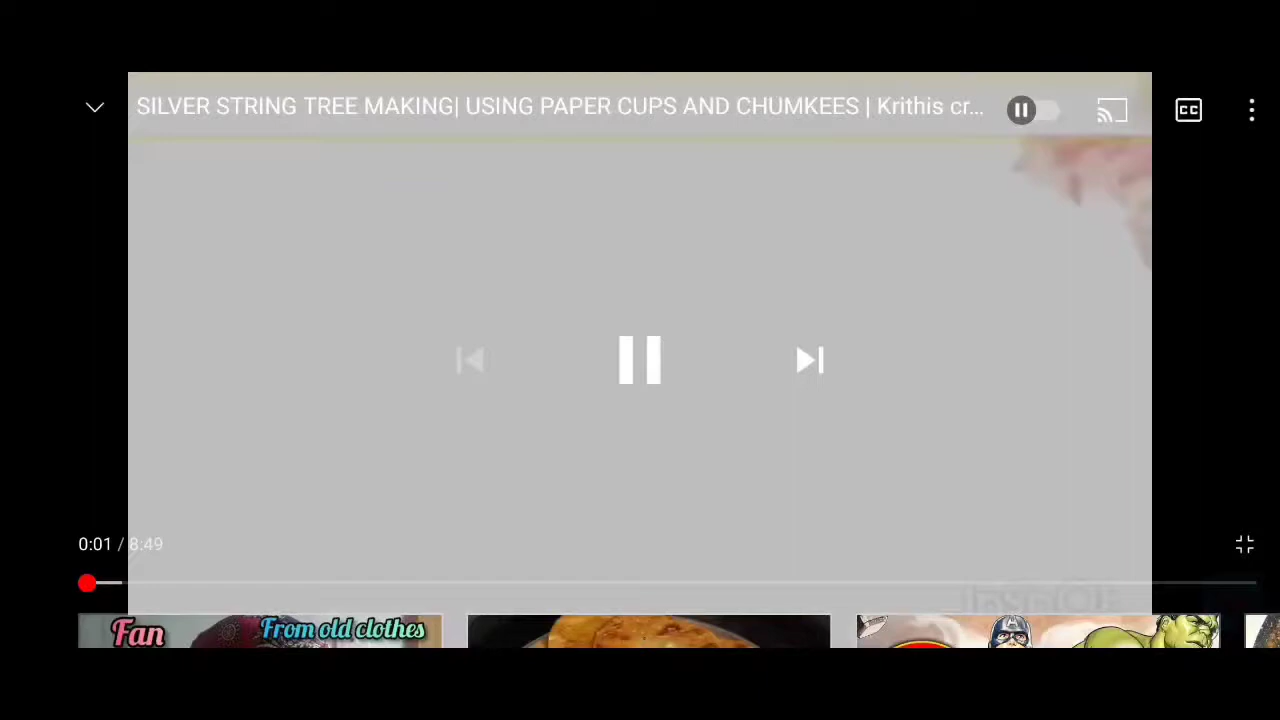 SILVER STRING TREE MAKING| USING PAPER CUPS AND CHUMKEES | Krithis cr...
CC
0:01 / 8:49
Fan
From old clothes